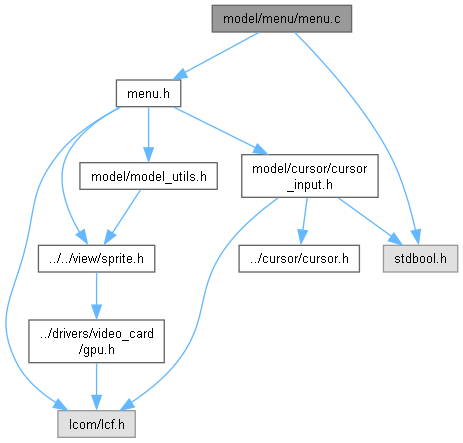 model/menu/menu.c
menu.h
model/model_utils.h
model/cursor/cursor
_input.h
../../view/sprite.h
../cursor/cursor.h
stdbool.h
../drivers/video_card
/gpu.h
lcom/lcf.h